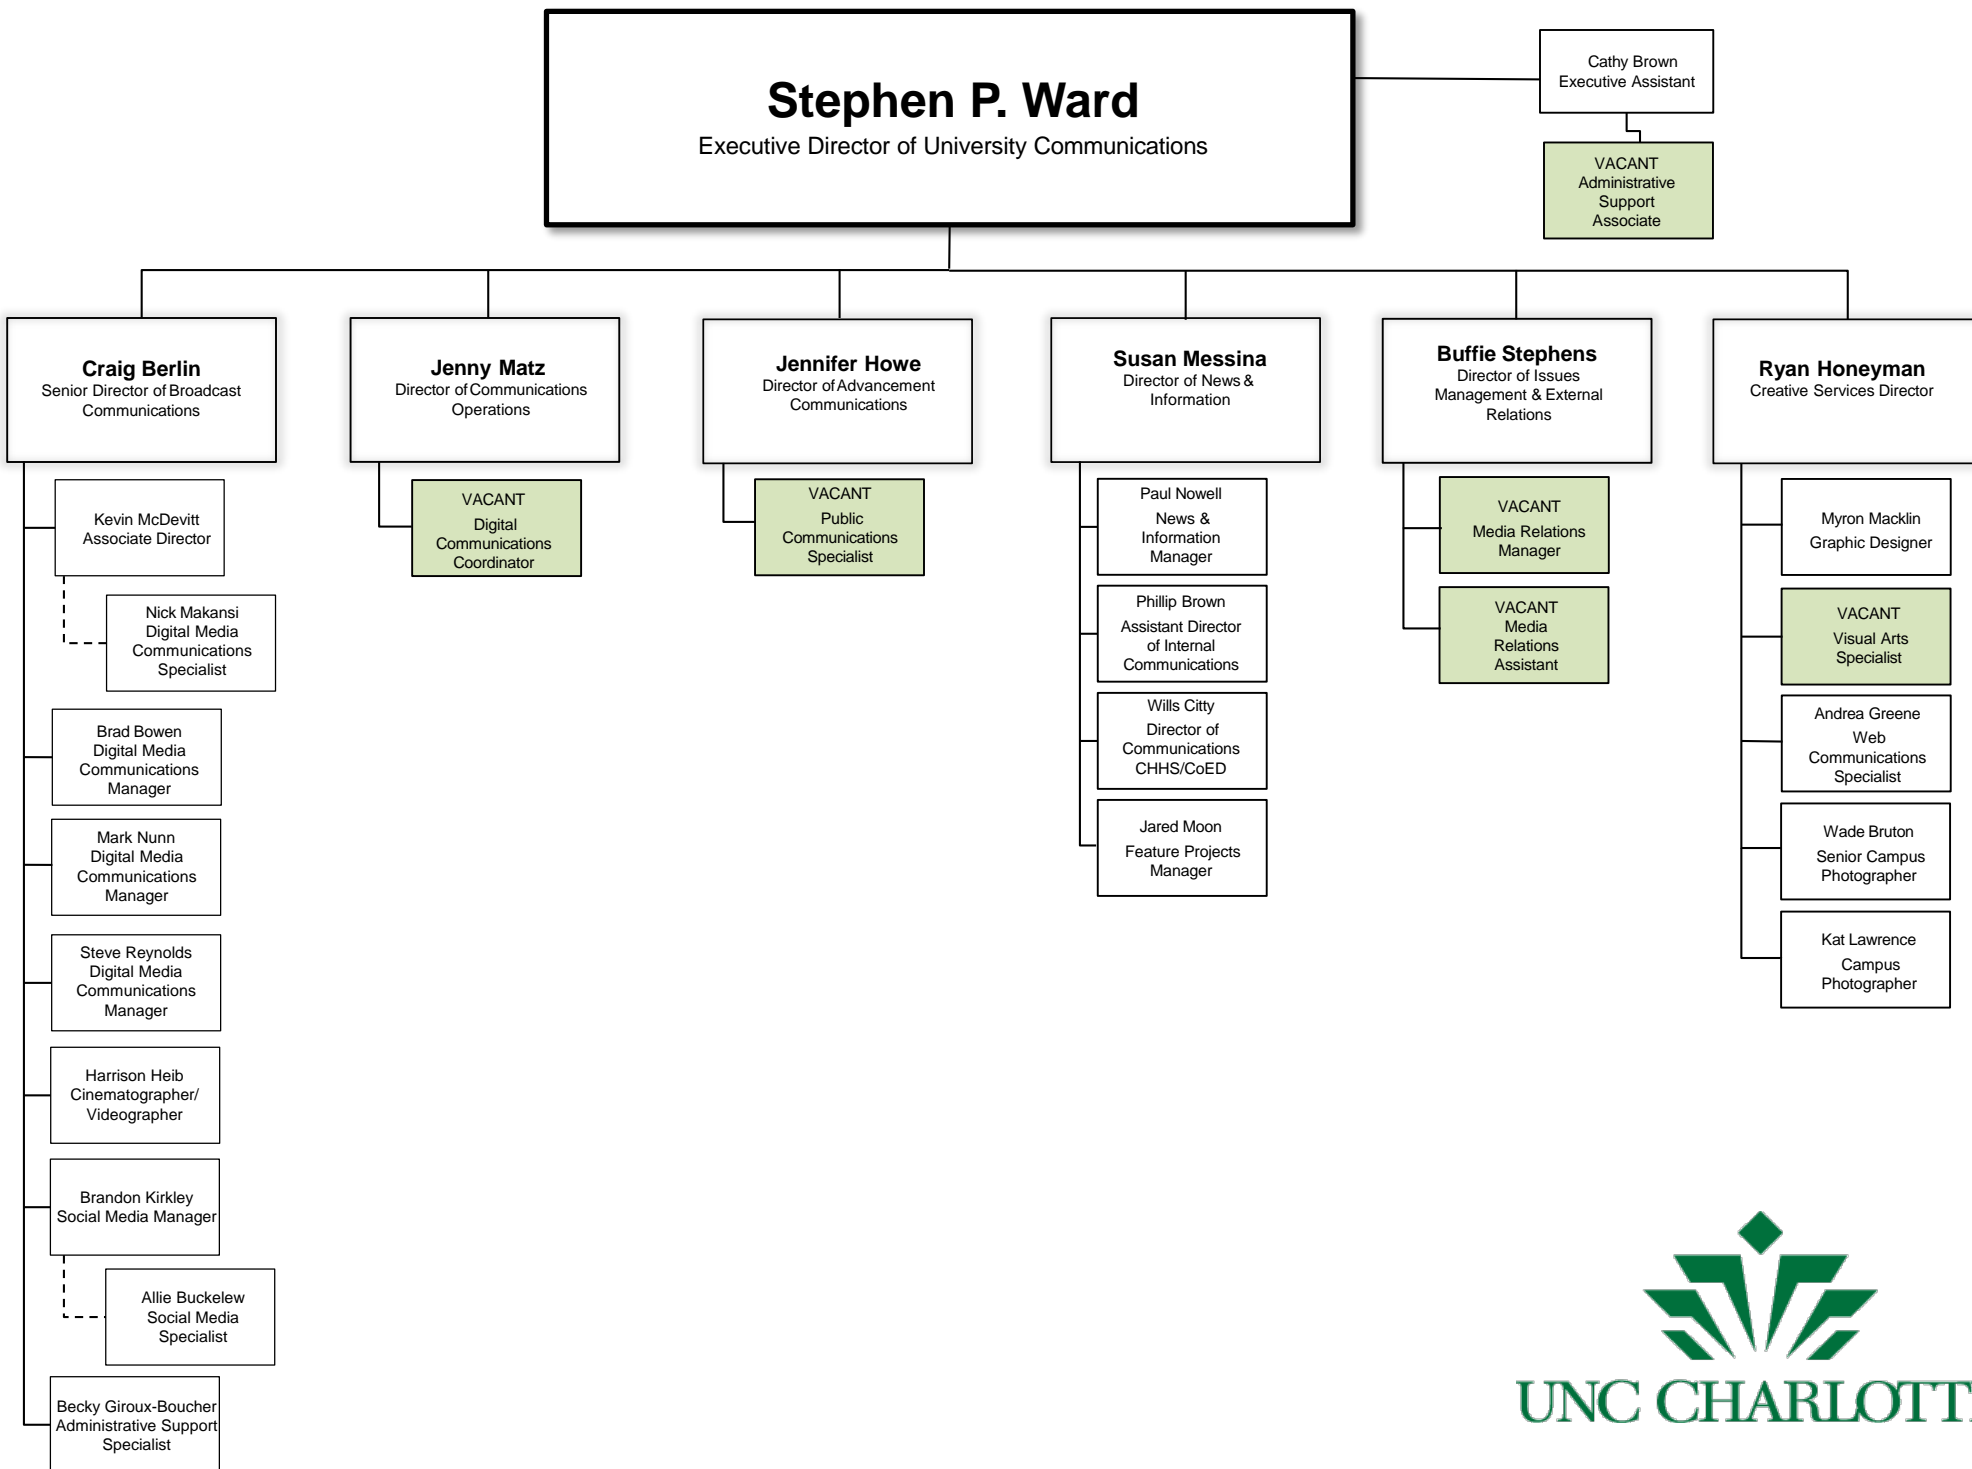 Stephen P. Ward
Executive Director of University Communications
Cathy Brown
Executive Assistant
VACANT
Administrative
Support
Associate
Craig Berlin
Senior Director of Broadcast
Communications
Kevin McDevitt
Associate Director
Nick Makansi
Digital Media
Communications
Specialist
Brad Bowen
Digital Media
Communications
Manager
Mark Nunn
Digital Media
Communications
Manager
Steve Reynolds
Digital Media
Communications
Manager
Harrison Heib
Cinematographer/
Videographer
Brandon Kirkley
Social Media Manager
Allie Buckelew
Social Media
Specialist
Becky Giroux-Boucher
Administrative Support
Specialist
Jenny Matz
Director of Communications
Operations
VACANT
Digital
Communications
Coordinator
Jennifer Howe
Director of Advancement
Communications
VACANT
Public
Communications
Specialist
Susan Messina
Director of News &
Information
Paul Nowell
News &
Information
Manager
Phillip Brown
Assistant Director
of Internal
Communications
Wills Citty
Director of
Communications
CHHS/CoED
Jared Moon
Feature Projects
Manager
Buffie Stephens
Director of Issues
Management & External
Relations
VACANT
Media Relations
Manager
VACANT
Media
Relations
Assistant
Ryan Honeyman
Creative Services Director
Myron Macklin
Graphic Designer
VACANT
Visual Arts
Specialist
Andrea Greene
Web
Communications
Specialist
Wade Bruton
Senior Campus
Photographer
Kat Lawrence
Campus
Photographer
UNC CHARLOTTE